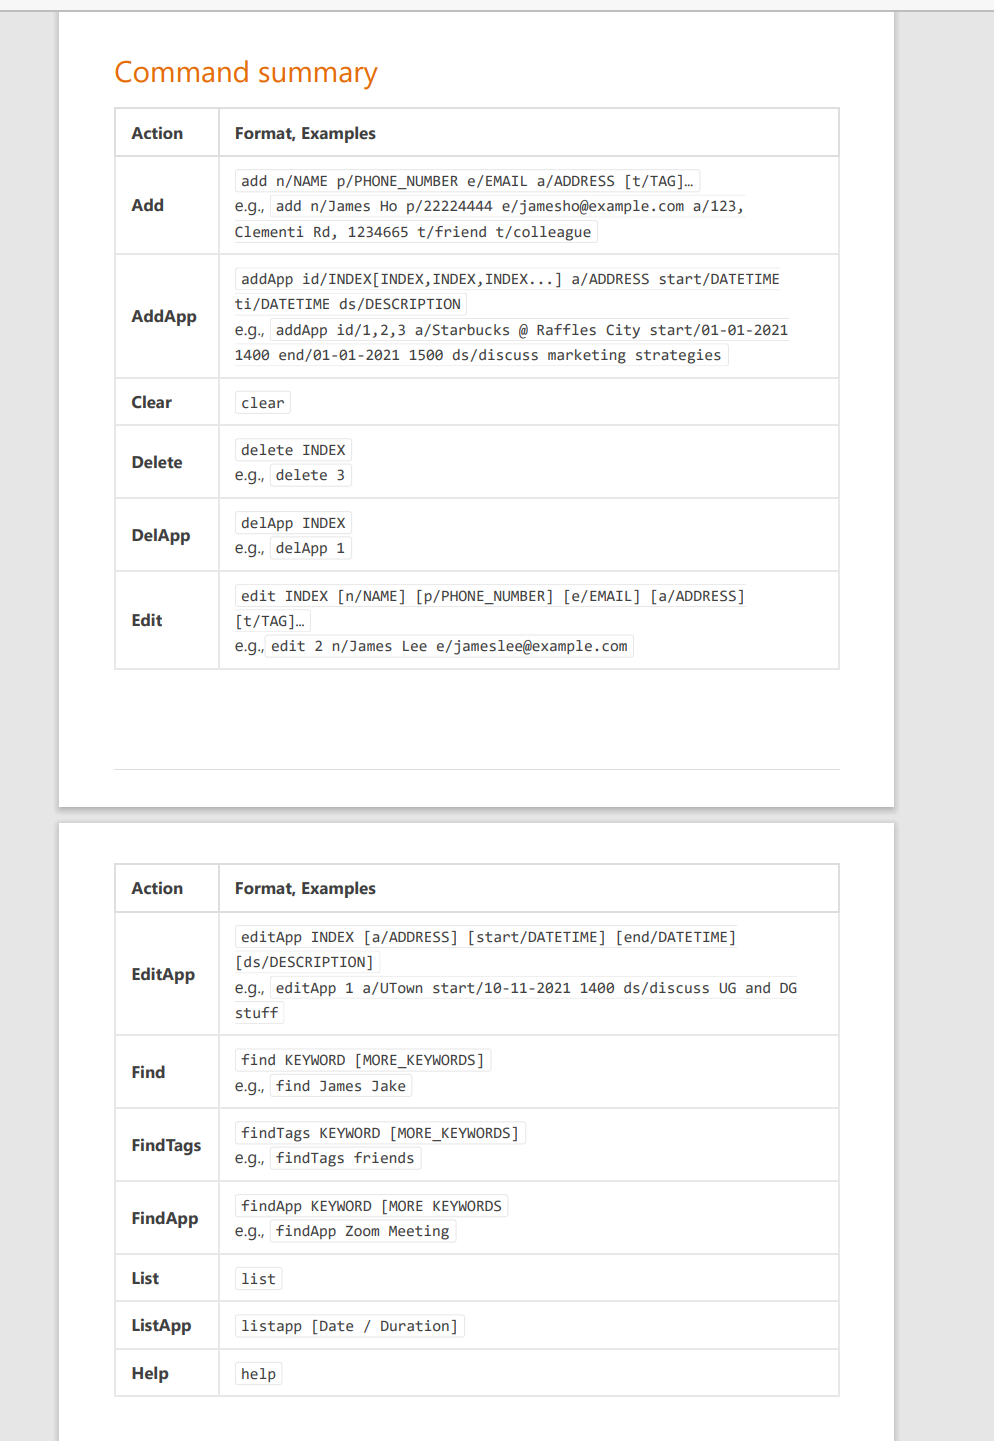 Command summary
Action Format, Examples
Add
add n/NAME p/PHONE_NUMBER e/EMAIL a/ADDRESS [t/TAG]…
e.g., add n/James Ho p/22224444 e/jamesho@example.com a/123,
Clementi Rd, 1234665 t/friend t/colleague
AddApp
addApp id/INDEX[INDEX,INDEX,INDEX...] a/ADDRESS start/DATETIME
ti/DATETIME ds/DESCRIPTION
e.g., addApp id/1,2,3 a/Starbucks @ Raffles City start/01-01-2021
1400 end/01-01-2021 1500 ds/discuss marketing strategies
Clear clear
Delete
delete INDEX
e.g., delete 3
DelApp
delApp INDEX
e.g., delApp 1
Edit
edit INDEX [n/NAME] [p/PHONE_NUMBER] [e/EMAIL] [a/ADDRESS]
[t/TAG]…
e.g., edit 2 n/James Lee e/jameslee@example.com
Action Format, Examples
EditApp
editApp INDEX [a/ADDRESS] [start/DATETIME] [end/DATETIME]
[ds/DESCRIPTION]
e.g., editApp 1 a/UTown start/10-11-2021 1400 ds/discuss UG and DG
stuff
Find
find KEYWORD [MORE_KEYWORDS]
e.g., find James Jake
FindTags
findTags KEYWORD [MORE_KEYWORDS]
e.g., findTags friends
FindApp
findApp KEYWORD [MORE KEYWORDS
e.g., findApp Zoom Meeting
List list
ListApp listapp [Date / Duration]
Help help